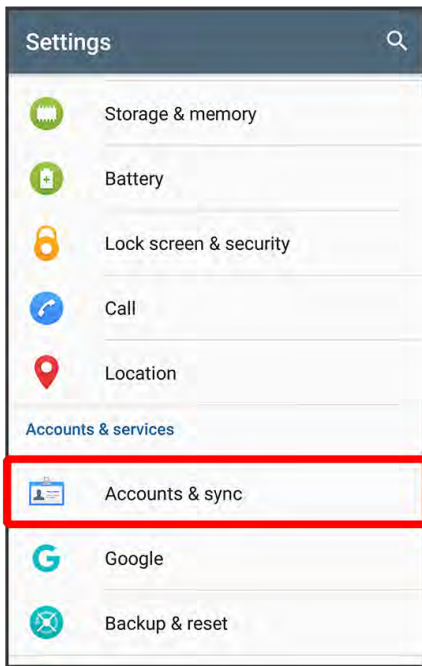 Settings
Storage & memory
Battery
Lock screen & security
Call
Location
Accounts & services
Accounts & sync
Google
Backup & reset